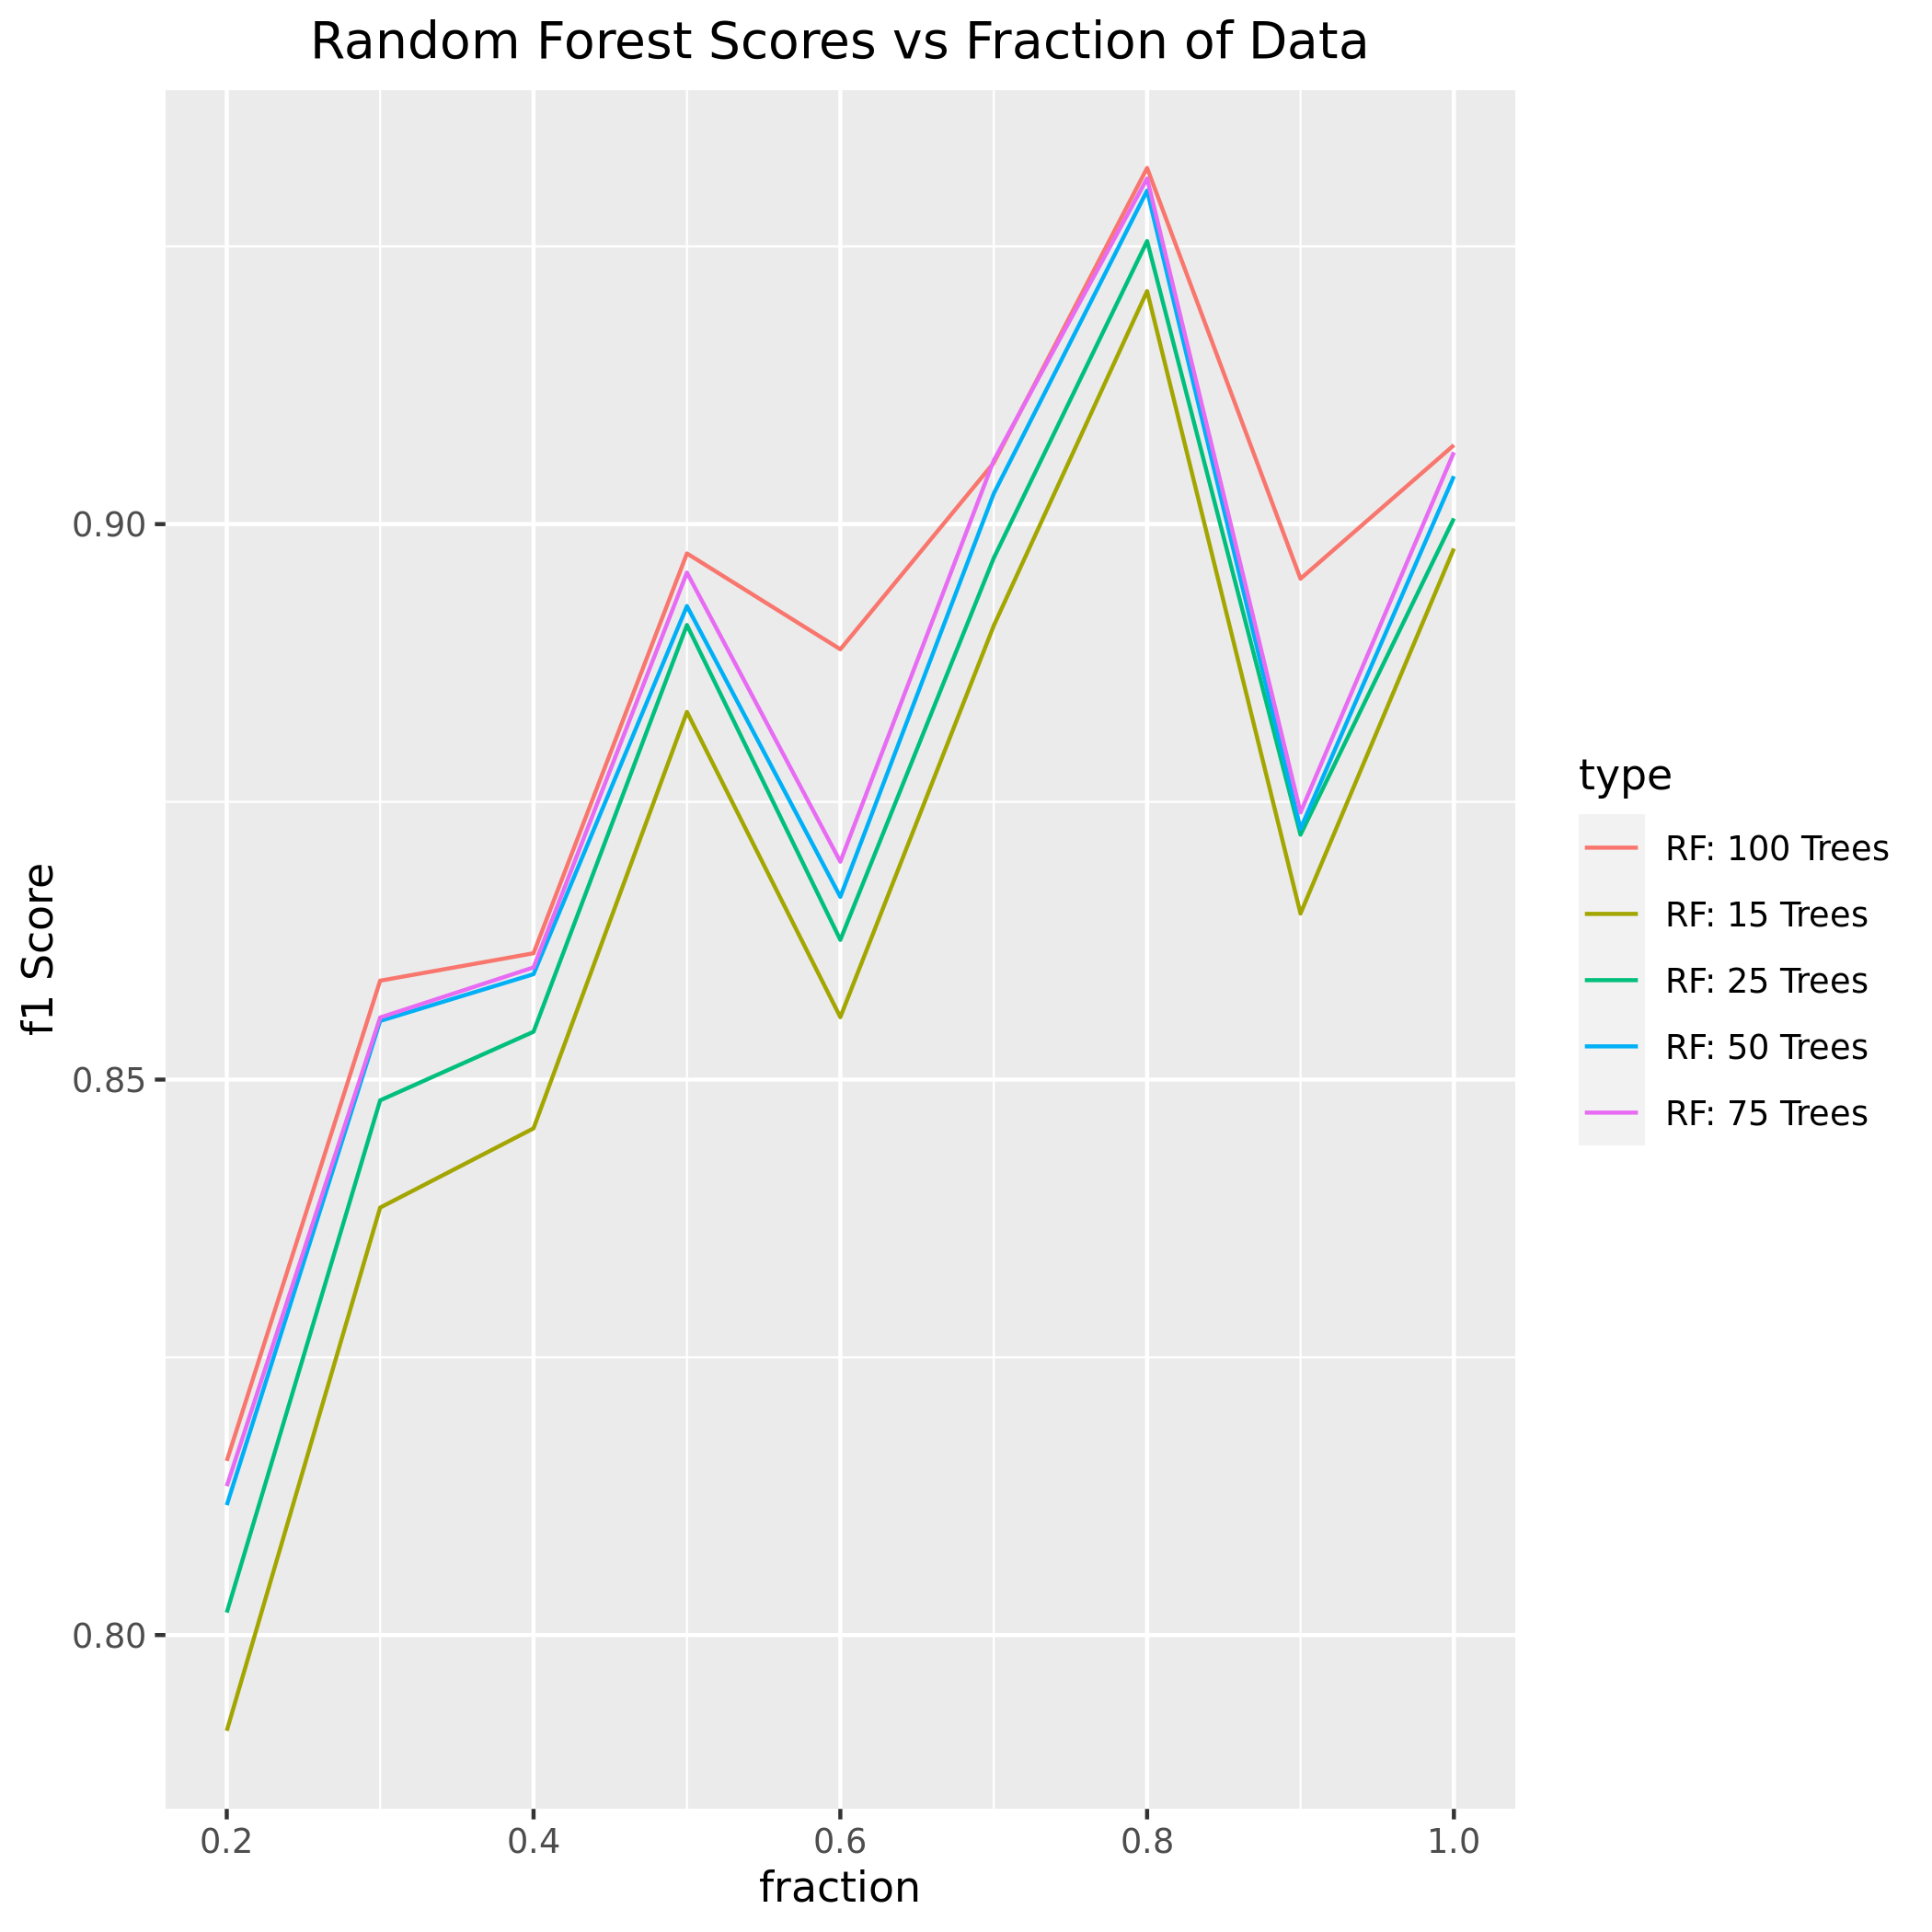 Random Forest Scores vs Fraction of Data
f1 Score
0.90
0.85
0.80
0.2 0.4 0.6 0.8 1.0
fraction
type
RF: 100 Trees
RF: 15 Trees
RF: 25 Trees
RF: 50 Trees
RF: 75 Trees